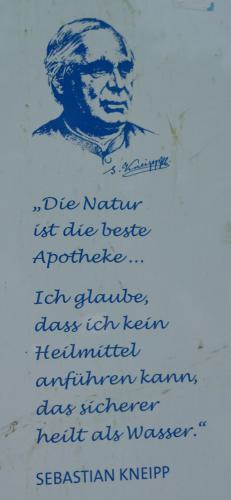 S. Kneipp
„Die Natur
ist die beste
Apotheke...
Ich glaube,
dass ich kein
Heilmittel
anführen kann,
das sicherer
heilt als Wasser.“
SEBASTIAN KNEIPP